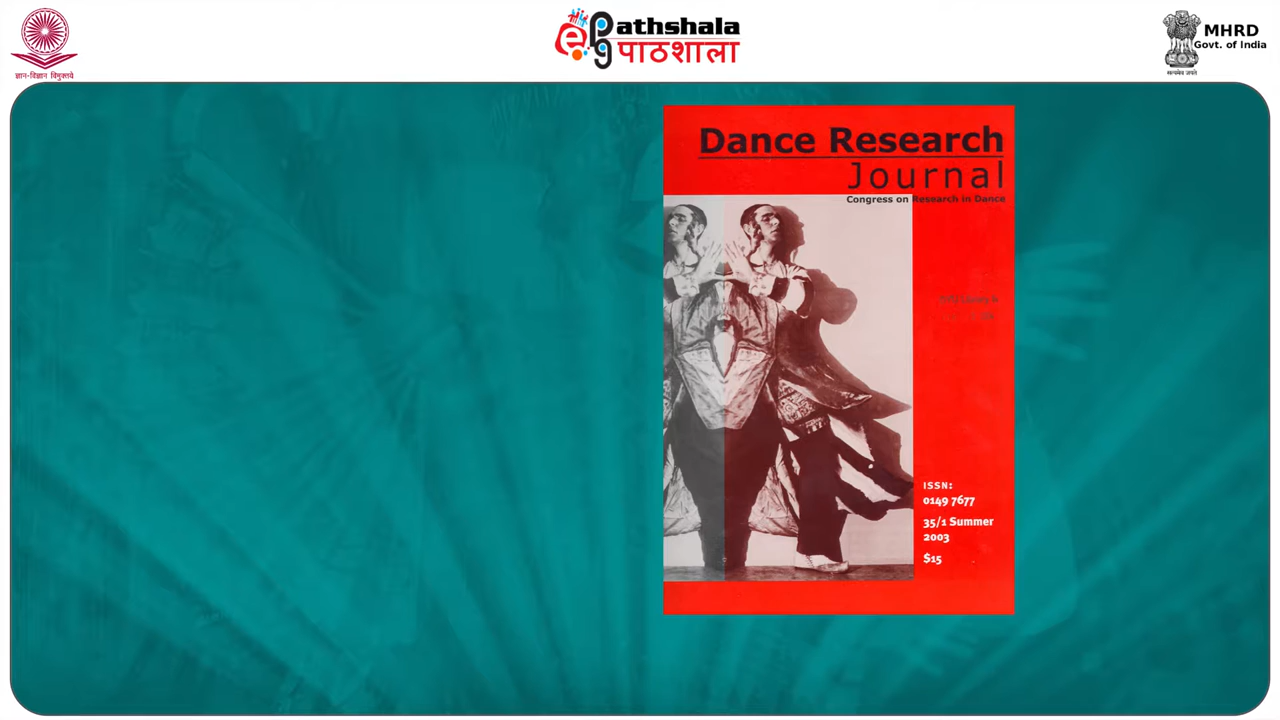 ज्ञान-विज्ञान विमुक्तये
ePathshala
पाठशाला
MHRD
Govt. of India
सत्यमेव जयते
Dance Research
Journal
Congress on Research in Dance
ISSN:
0149 7677
35/1 Summer
2003
$15